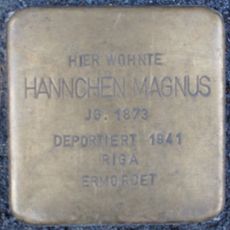 HIER WOHNTE
HANNCHEN MAGNUS
JG. 1873
DEPORTIERT 1941
RIGA
ERMORDET